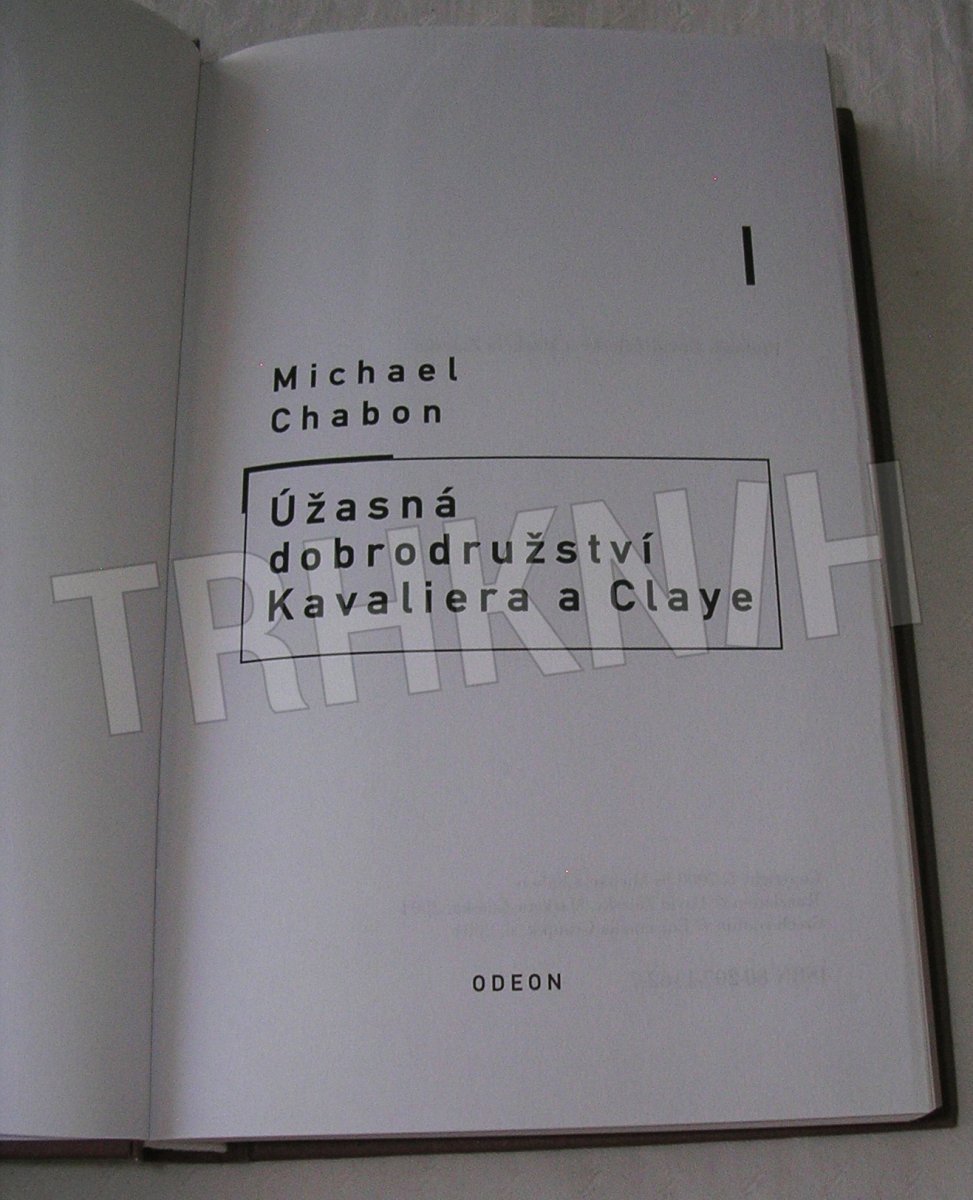 Michael
Chabon
Úžasná
dobrodružství
Kavaliera a Claye
TRHKNIH
ODEON